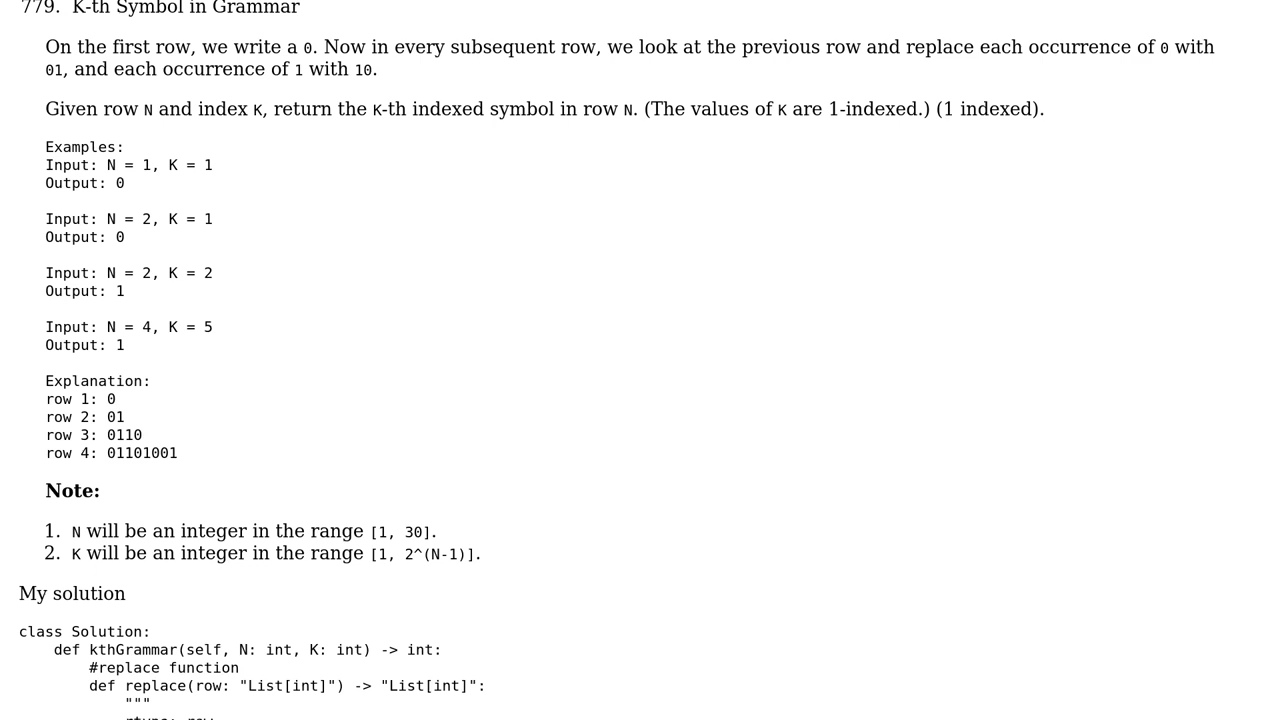 779. K-th Symbol in Grammar
On the first row, we write a 0. Now in every subsequent row, we look at the previous row and replace each occurrence of 0 with
01, and each occurrence of 1 with 10.
Given row N and index K, return the K-th indexed symbol in row N. (The values of K are 1-indexed.) (1 indexed).
Examples:
Input: N = 1, K = 1
Output: 0
Input: N = 2, K = 1
Output: 0
Input: N = 2, K = 2
Output: 1
Input: N = 4, K = 5
Output: 1
Explanation:
row 1: 0
row 2: 01
row 3: 0110
row 4: 01101001
Note:
1. N will be an integer in the range [1, 30].
2. K will be an integer in the range [1, 2^(N-1)].
My solution
class Solution:
    def kthGrammar(self, N: int, K: int) -> int:
        #replace function
        def replace(row: "List[int]") -> "List[int]":
            """